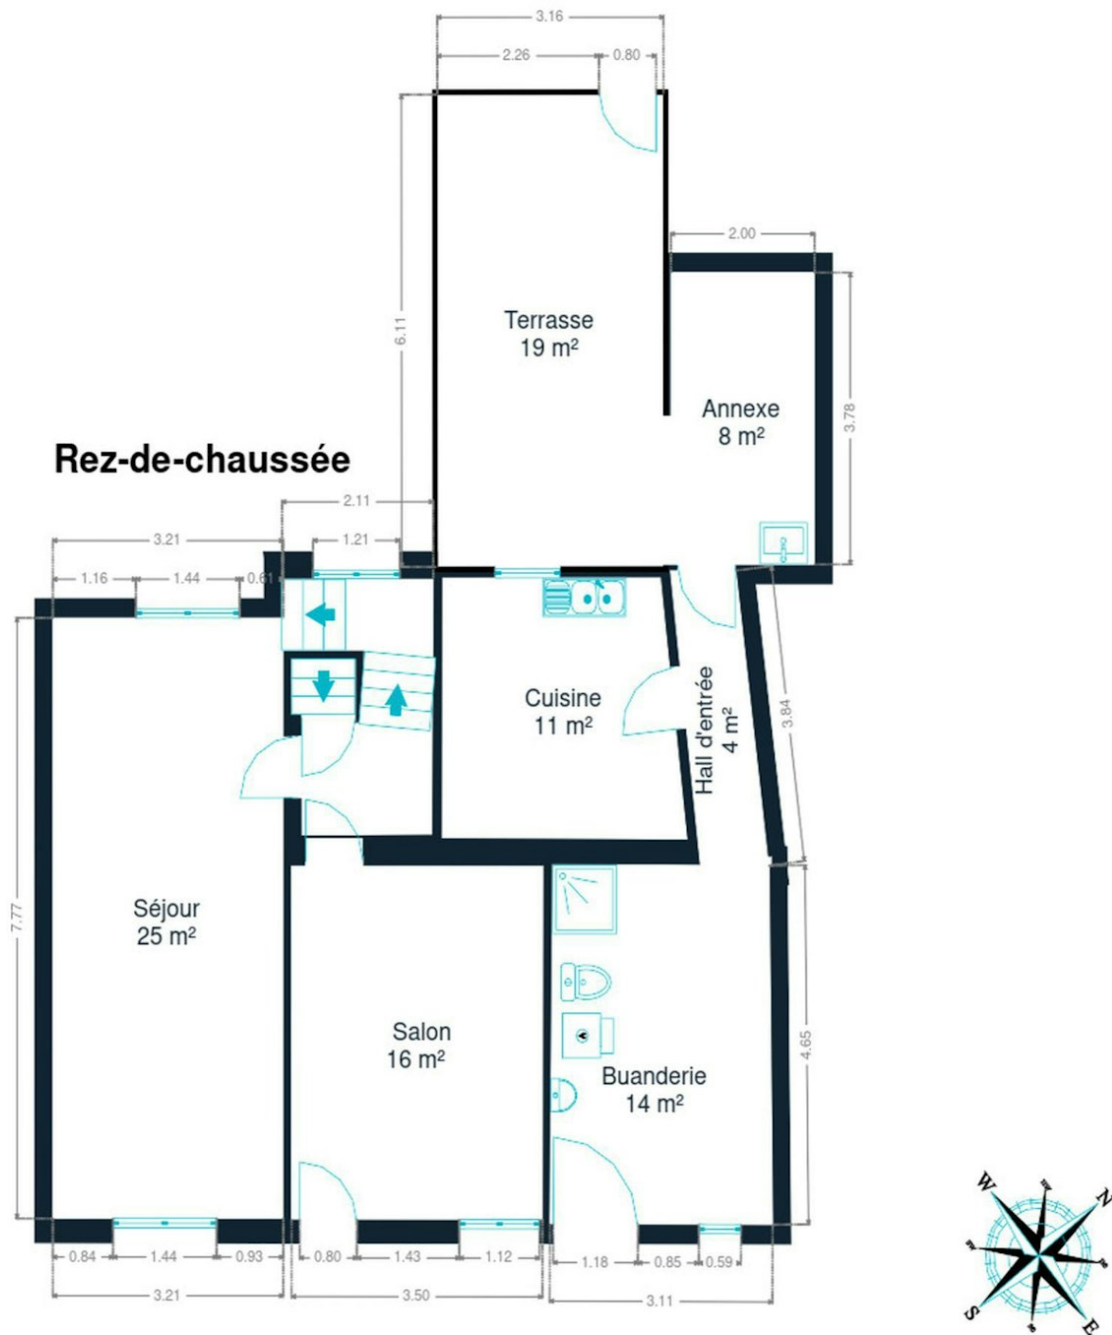 3.16
2.26
0.80
6.11
2.00
Terrasse
19 m²
Annexe
8 m²
3.78
Rez-de-chaussée
2.11
3.21
1.21
1.16
1.44
0.61
Cuisine
11 m²
Hall d'entrée
4 m²
3.84
7.77
Séjour
25 m²
Salon
16 m²
Buanderie
14 m²
4.65
0.84
1.44
0.93
0.80
1.43
1.12
1.18
0.85
0.59
3.21
3.50
3.11
W
N
S
E